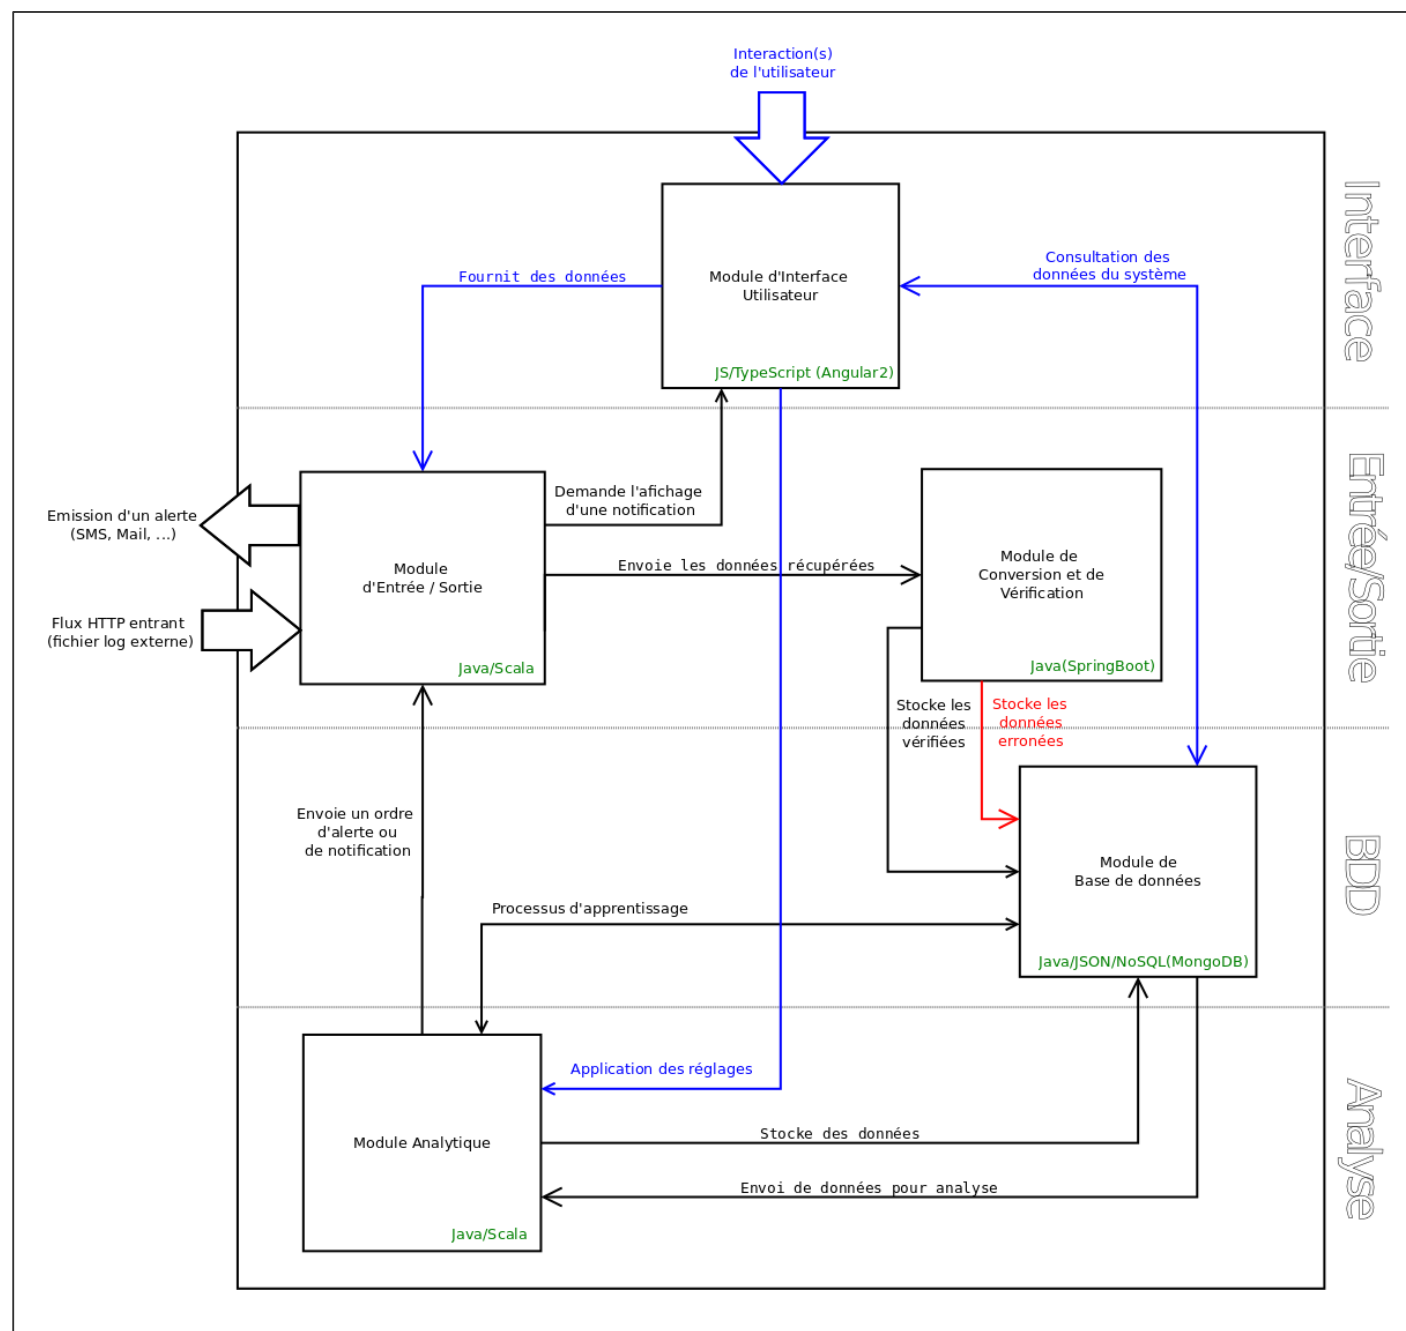 Interaction(s)
de l'utilisateur
Interface
Module d'Interface
Utilisateur
JS/TypeScript (Angular2)
Fournit des données
Consultation des
données du système
Entrée/Sortie
Emission d'un alerte
(SMS, Mail, ...)
Flux HTTP entrant
(fichier log externe)
Module
d'Entrée / Sortie
Java/Scala
Demande l'afichage
d'une notification
Envoie les données récupérées
Module de
Conversion et de
Vérification
Java(SpringBoot)
Stocke les
données
vérifiées
Stocke les
données
erronées
BDD
Envoie un ordre
d'alerte ou
de notification
Module de
Base de données
Java/JSON/NoSQL(MongoDB)
Processus d'apprentissage
Analyse
Application des réglages
Module Analytique
Java/Scala
Stocke des données
Envoi de données pour analyse